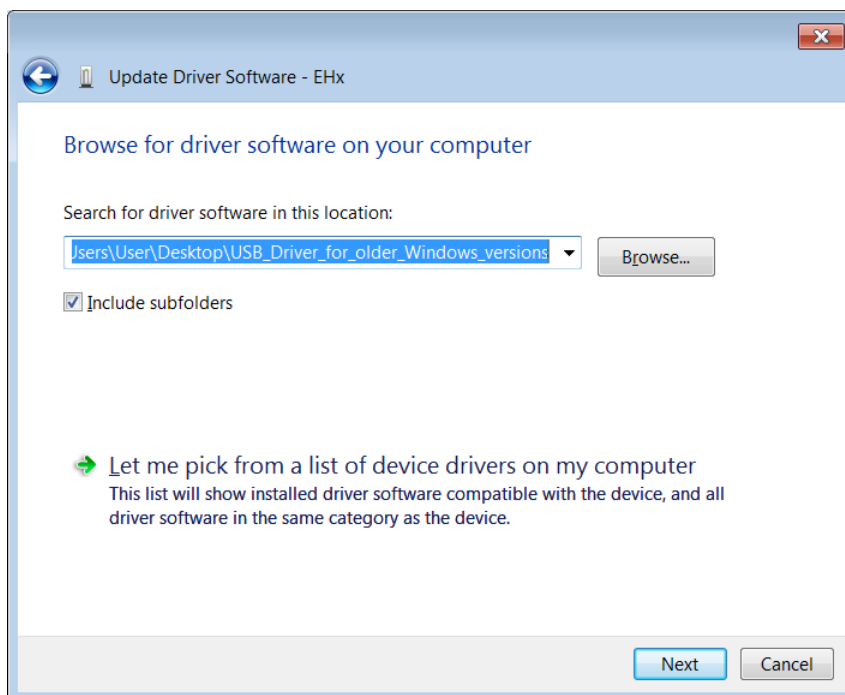 Update Driver Software - EHx
Browse for driver software on your computer
Search for driver software in this location:
Users\User\Desktop\USB_Driver_for_older_Windows_versions
Browse...
Include subfolders
Let me pick from a list of device drivers on my computer
This list will show installed driver software compatible with the device, and all
driver software in the same category as the device.
Next
Cancel